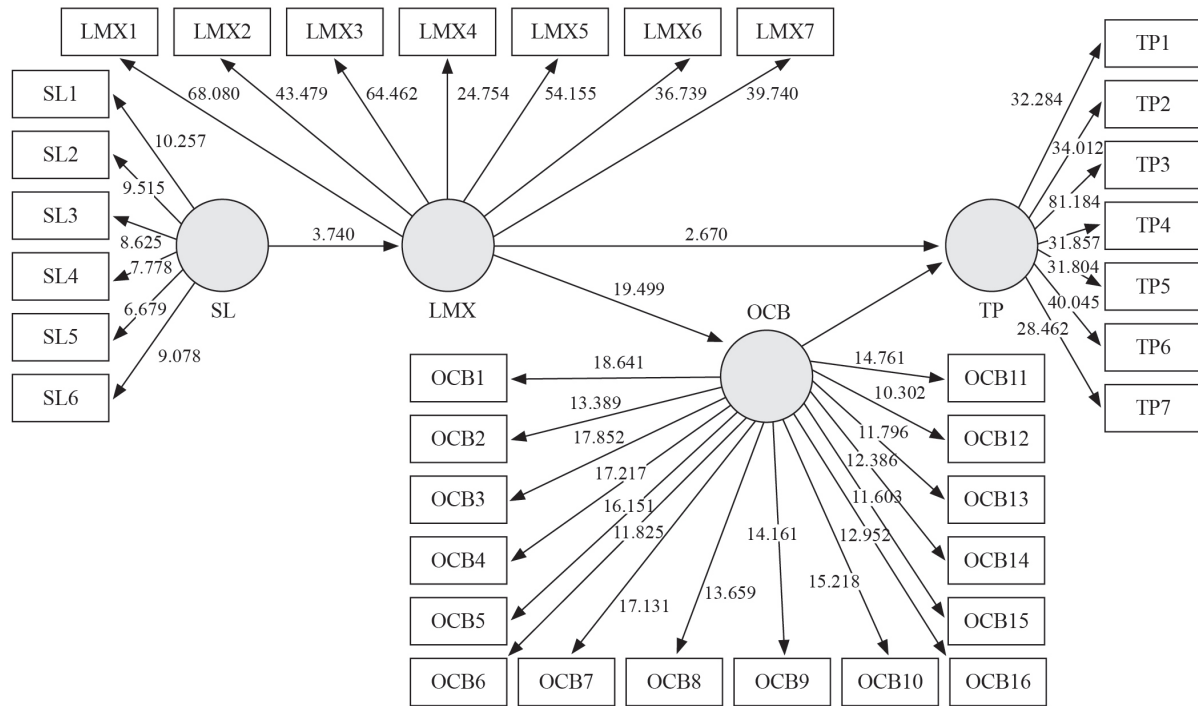 LMX1 LMX2 LMX3 LMX4 LMX5 LMX6 LMX7
TP1
SL1
68.080 43.479 64.462 24.754 54.155 36.739 39.740
32.284
TP2
10.257
SL2
34.012
TP3
9.515
81.184
SL3
8.625
3.740
2.670
31.857
TP4
7.778
SL4
31.804
TP5
19.499
SL
LMX
OCB
TP
40.045
6.679
SL5
28.462
TP6
9.078
18.641
14.761
OCB1
OCB11
SL6
10.302
TP7
13.389
OCB2
17.852
11.796
OCB12
12.386
17.217
OCB3
11.603
OCB13
16.151
11.825
14.161
12.952
OCB4
OCB14
15.218
13.659
17.131
OCB5
OCB15
OCB6 OCB7 OCB8 OCB9 OCB10 OCB16